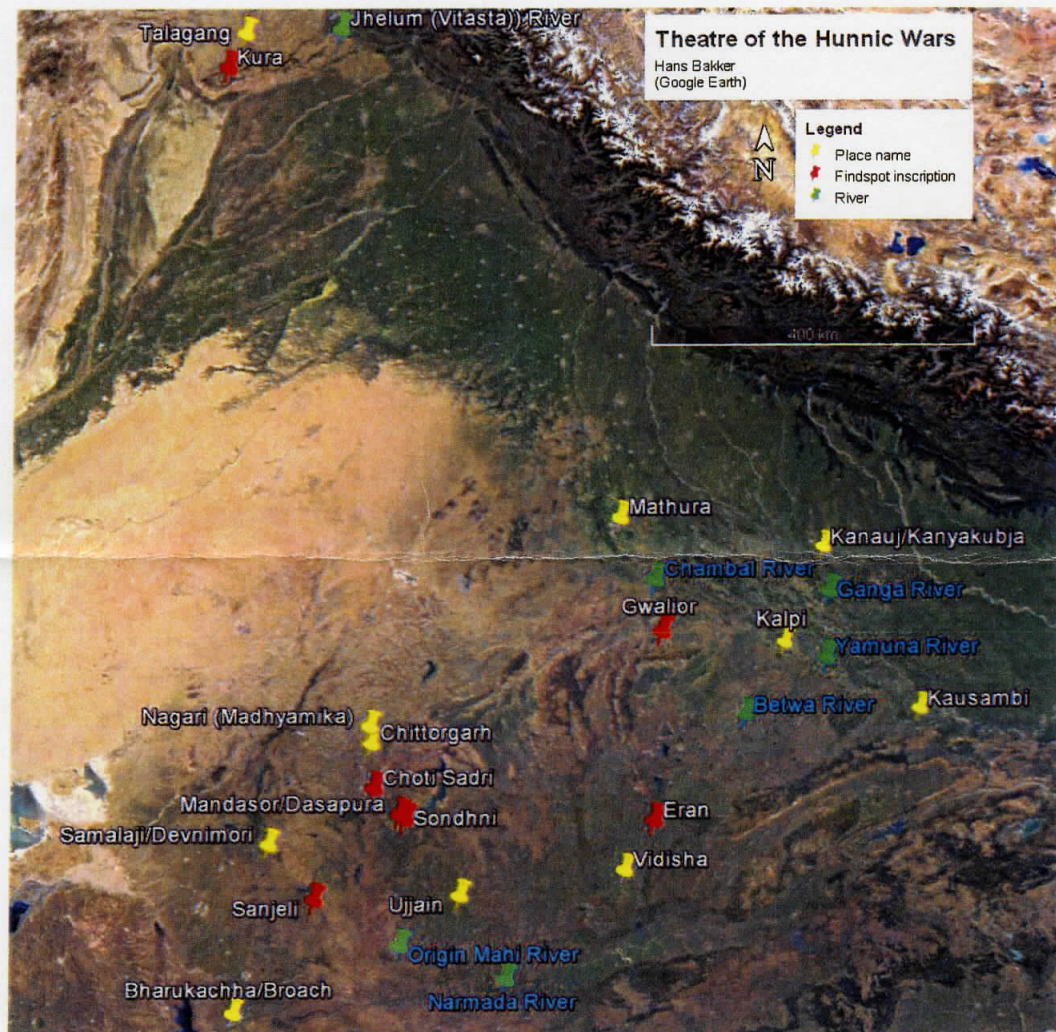 Jhelum (Vitasta)) River
Talagang
Kura
Theatre of the Hunnic Wars
Hans Bakker
(Google Earth)
N
Legend
Place name
Findspot inscription
River
400 km
Mathura
Kanauj/Kanyakubja
Chambal River
Ganga River
Gwalior
Kalpi
Yamuna River
Kausambi
Betwa River
Nagari (Madhyamika)
Chittorgarh
Choti Sadri
Mandasor/Dasapura
Sondhni
Eran
Samalaji/Devnimori
Vidisha
Sanjeli
Ujjain
Origin Mahi River
Narmada River
Bharukachha/Broach